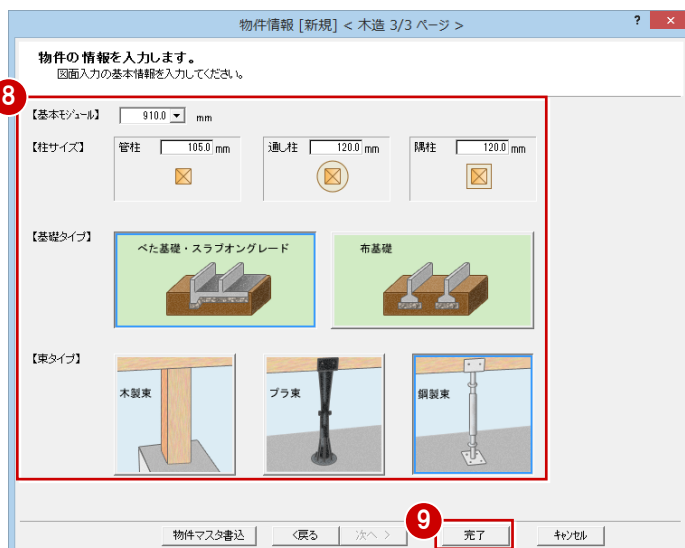 物件情報 [新規] < 木造 3/3 ページ >
? ×
物件の情報を入力します。
図面入力の基本情報を入力してください。
8
【基本ﾓｼﾞｭｰﾙ】 910.0 mm
【柱サイズ】 管柱 105.0 mm 通し柱 120.0 mm 隅柱 120.0 mm
【基礎タイプ】
べた基礎・スラブオングレード 布基礎
【束タイプ】
木製束 プラ束 鋼製束
9
物件マスタ書込 <戻る 次へ > 完了 ｷｬﾝｾﾙ